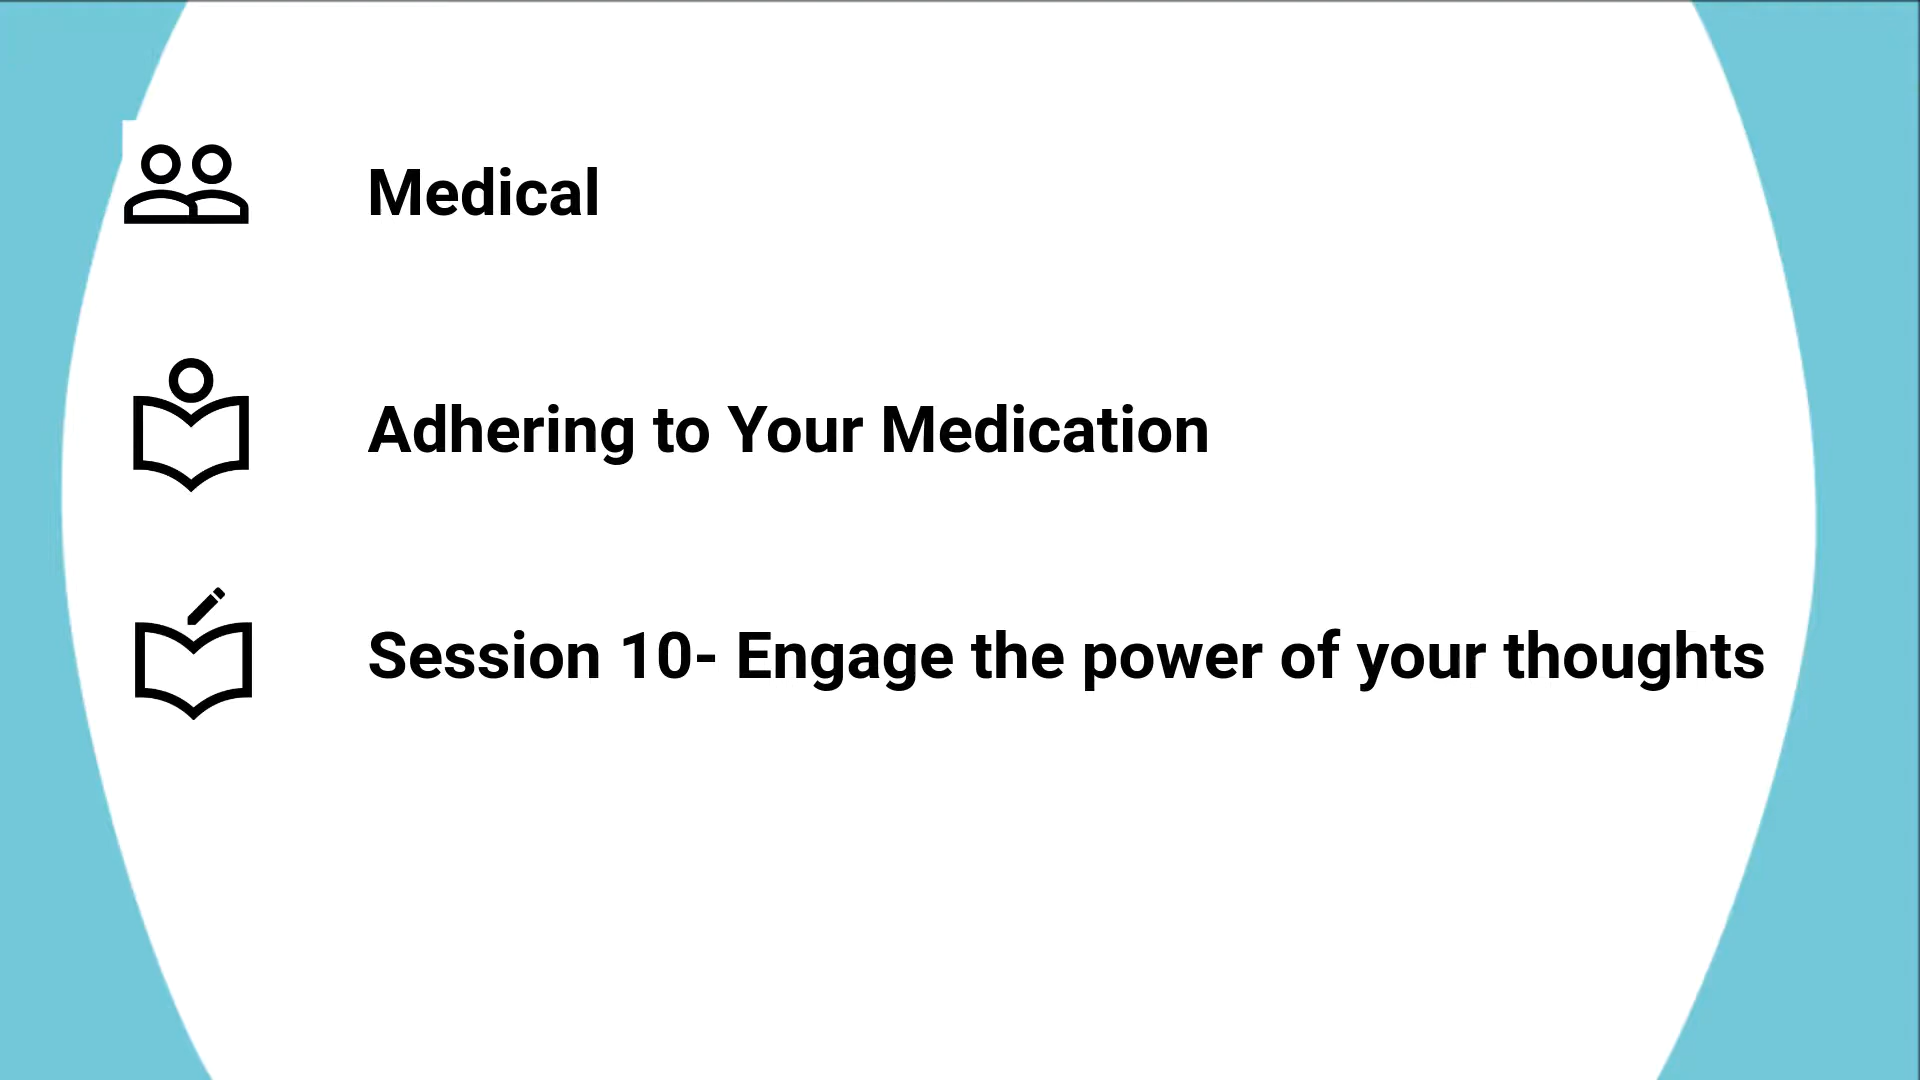 Medical
Adhering to Your Medication
Session 10- Engage the power of your thoughts